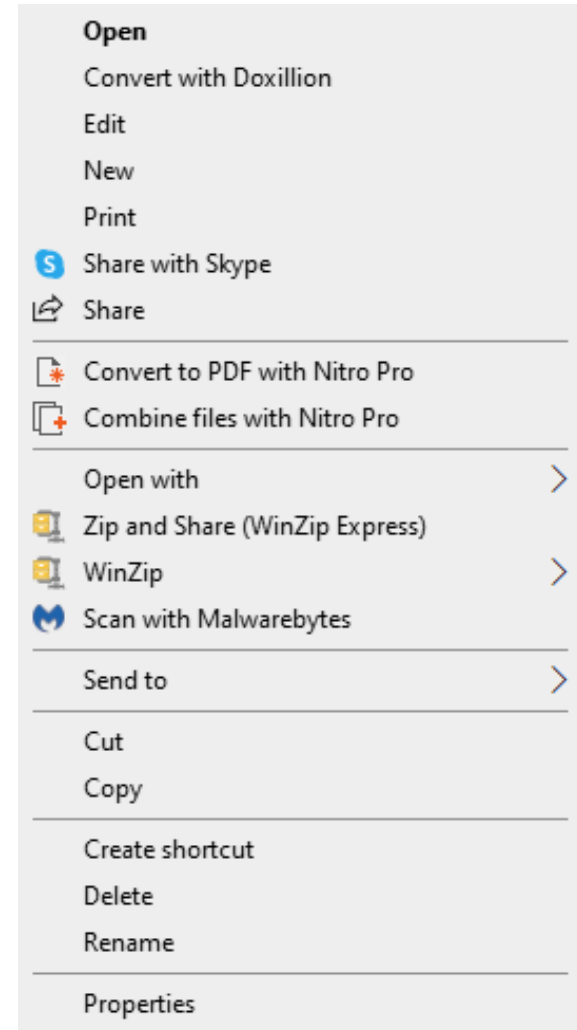 Open
Convert with Doxillion
Edit
New
Print
Share with Skype
Share
Convert to PDF with Nitro Pro
Combine files with Nitro Pro
Open with
Zip and Share (WinZip Express)
WinZip
Scan with Malwarebytes
Send to
Cut
Copy
Create shortcut
Delete
Rename
Properties